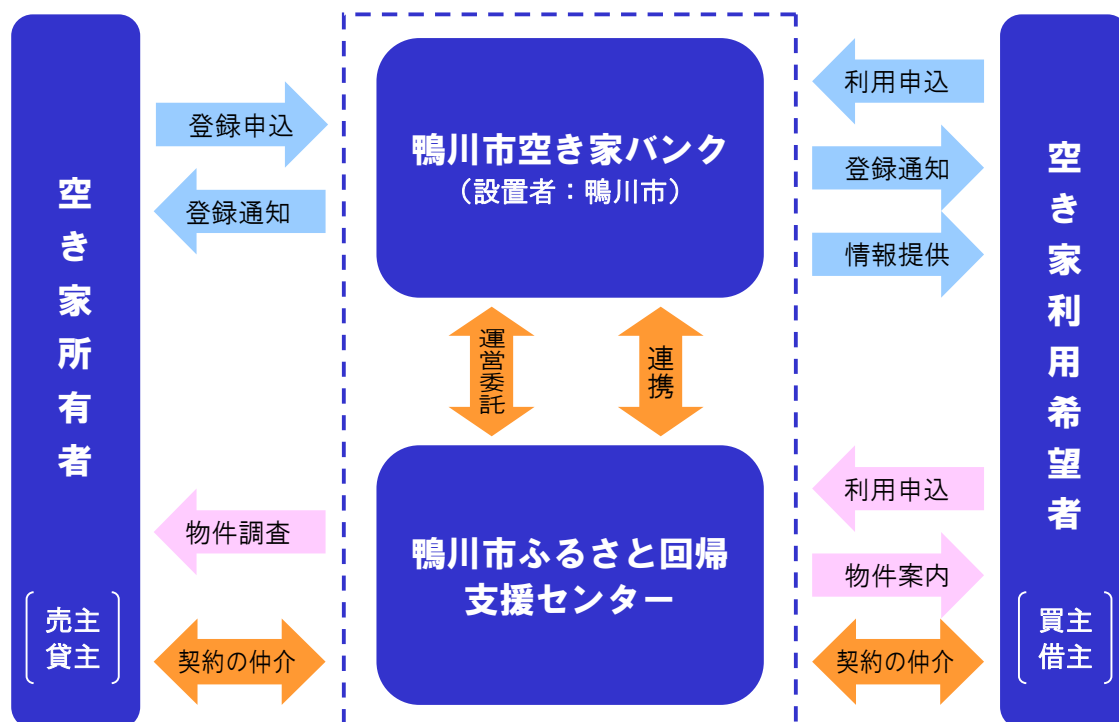 空き家所有者
売主
貸主
登録申込
登録通知
物件調査
契約の仲介
鴨川市空き家バンク
（設置者：鴨川市）
運営委託
連携
鴨川市ふるさと回帰
支援センター
利用申込
登録通知
情報提供
利用申込
物件案内
契約の仲介
空き家利用希望者
買主
借主